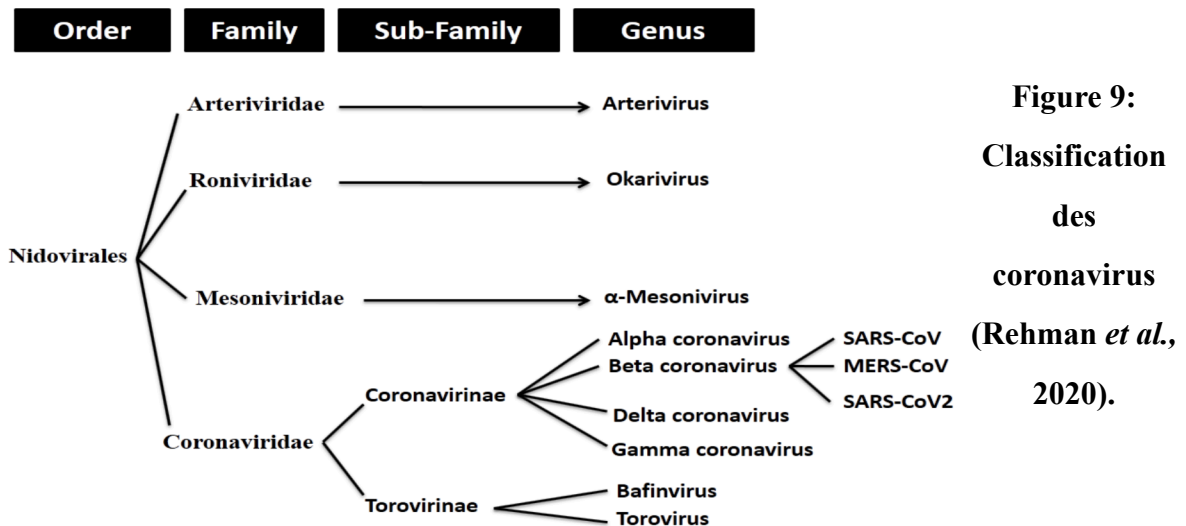 Order Family Sub-Family Genus
Arteriviridae Arterivirus
Roniviridae Okarivirus
Nidovirales
Mesoniviridae α-Mesonivirus
Alpha coronavirus SARS-CoV
Beta coronavirus MERS-CoV
Coronavirinae SARS-CoV2
Delta coronavirus
Coronaviridae
Gamma coronavirus
Bafinvirus
Torovirinae
Torovirus
Figure 9:
Classification
des
coronavirus
(Rehman et al.,
2020).